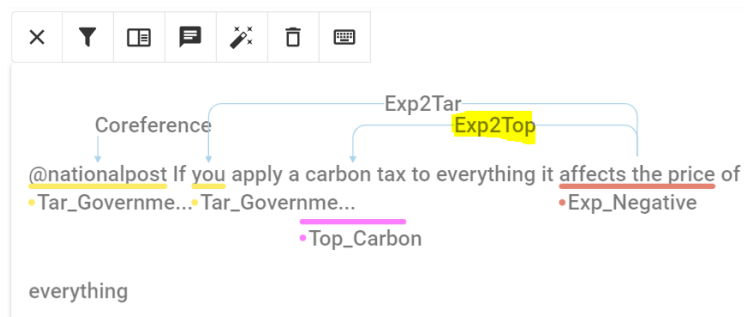 Exp2Tar
Coreference
Exp2Top
@nationalpost If you apply a carbon tax to everything it affects the price of
Tar_Governme... Tar_Governme... Exp_Negative
Top_Carbon
everything